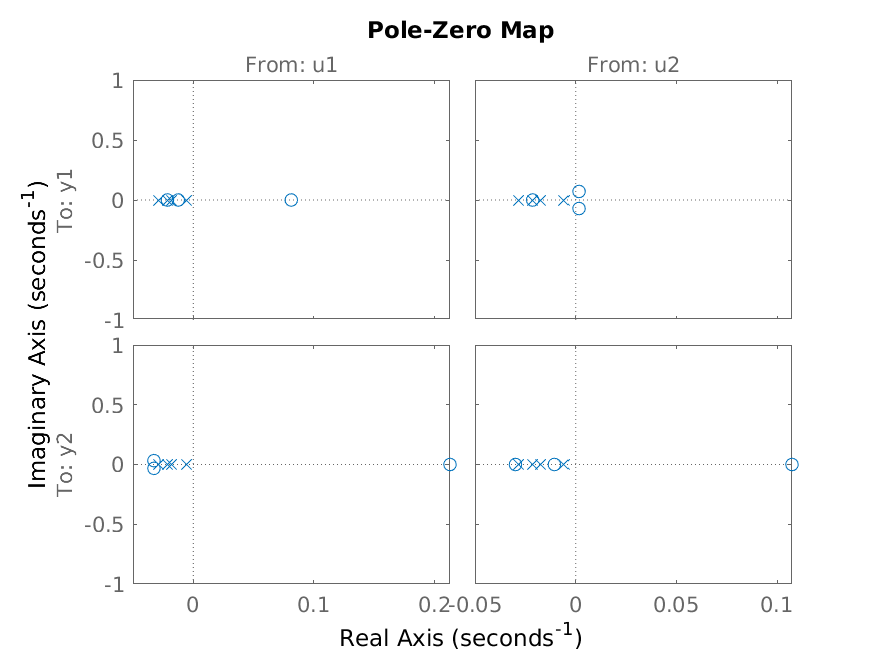 Pole-Zero Map
From: u1
From: u2
Imaginary Axis (seconds⁻¹)
To: y1
1
0.5
0
-0.5
-1
To: y2
1
0.5
0
-0.5
-1
0
0.1
0.2
-0.05
0
0.05
0.1
Real Axis (seconds⁻¹)